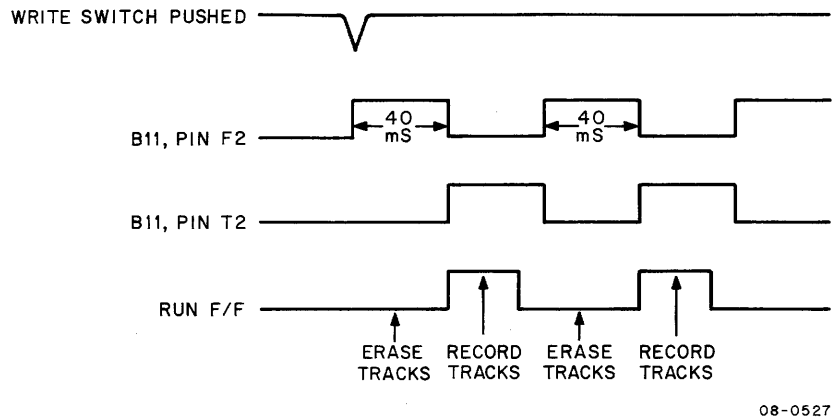 WRITE SWITCH PUSHED
40 mS
40 mS
B11, PIN F2
B11, PIN T2
RUN F/F
ERASE TRACKS
RECORD TRACKS
ERASE TRACKS
RECORD TRACKS
08-0527